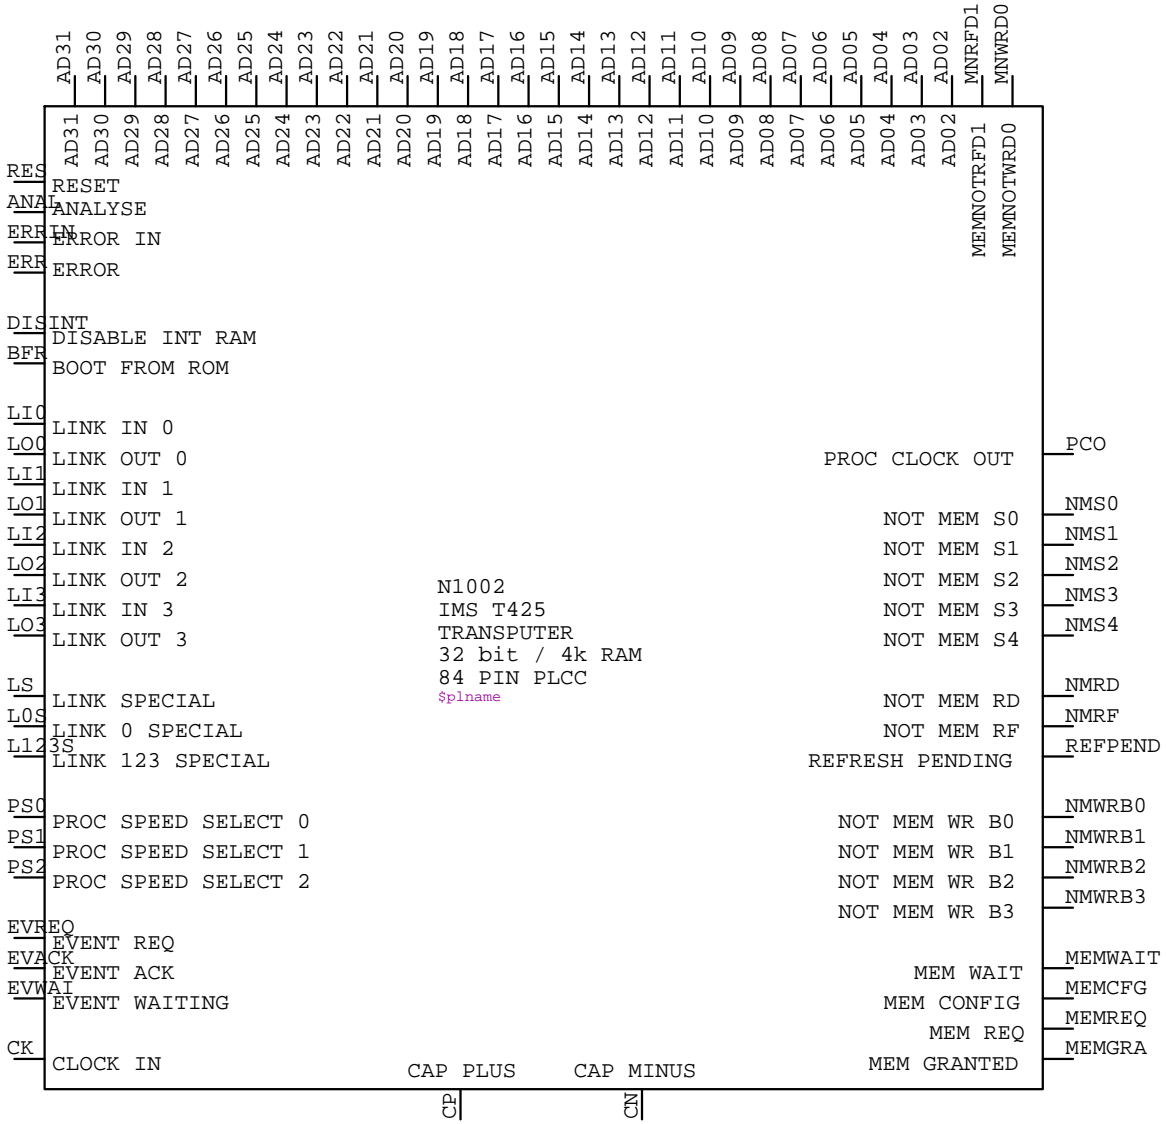 AD31 AD30 AD29 AD28 AD27 AD26 AD25 AD24 AD23 AD22 AD21 AD20 AD19 AD18 AD17 AD16 AD15 AD14 AD13 AD12 AD11 AD10 AD09 AD08 AD07 AD06 AD05 AD04 AD03 AD02 MNRFD1 MNWRD0
AD31 AD30 AD29 AD28 AD27 AD26 AD25 AD24 AD23 AD22 AD21 AD20 AD19 AD18 AD17 AD16 AD15 AD14 AD13 AD12 AD11 AD10 AD09 AD08 AD07 AD06 AD05 AD04 AD03 AD02 MEMNOTRFD1 MEMNOTWRD0
RES
RESET
ANAL
ANALYSE
ERRIN
ERROR IN
ERR
ERROR
DISINT
DISABLE INT RAM
BFR
BOOT FROM ROM
LI0
LINK IN 0
LO0
LINK OUT 0
LI1
LINK IN 1
LO1
LINK OUT 1
LI2
LINK IN 2
LO2
LINK OUT 2
LI3
LINK IN 3
LO3
LINK OUT 3
LS
LINK SPECIAL
L0S
LINK 0 SPECIAL
L123S
LINK 123 SPECIAL
PS0
PROC SPEED SELECT 0
PS1
PROC SPEED SELECT 1
PS2
PROC SPEED SELECT 2
EVREQ
EVENT REQ
EVACK
EVENT ACK
EVWAI
EVENT WAITING
CK
CLOCK IN
N1002
IMS T425
TRANSPUTER
32 bit / 4k RAM
84 PIN PLCC
$plname
PCO
PROC CLOCK OUT
NMS0
NOT MEM S0
NMS1
NOT MEM S1
NMS2
NOT MEM S2
NMS3
NOT MEM S3
NMS4
NOT MEM S4
NMRD
NOT MEM RD
NMRF
NOT MEM RF
REFPEND
REFRESH PENDING
NMWRB0
NOT MEM WR B0
NMWRB1
NOT MEM WR B1
NMWRB2
NOT MEM WR B2
NMWRB3
NOT MEM WR B3
MEMWAIT
MEM WAIT
MEMCFG
MEM CONFIG
MEMREQ
MEM REQ
MEMGRA
MEM GRANTED
CAP PLUS CAP MINUS
CP CN